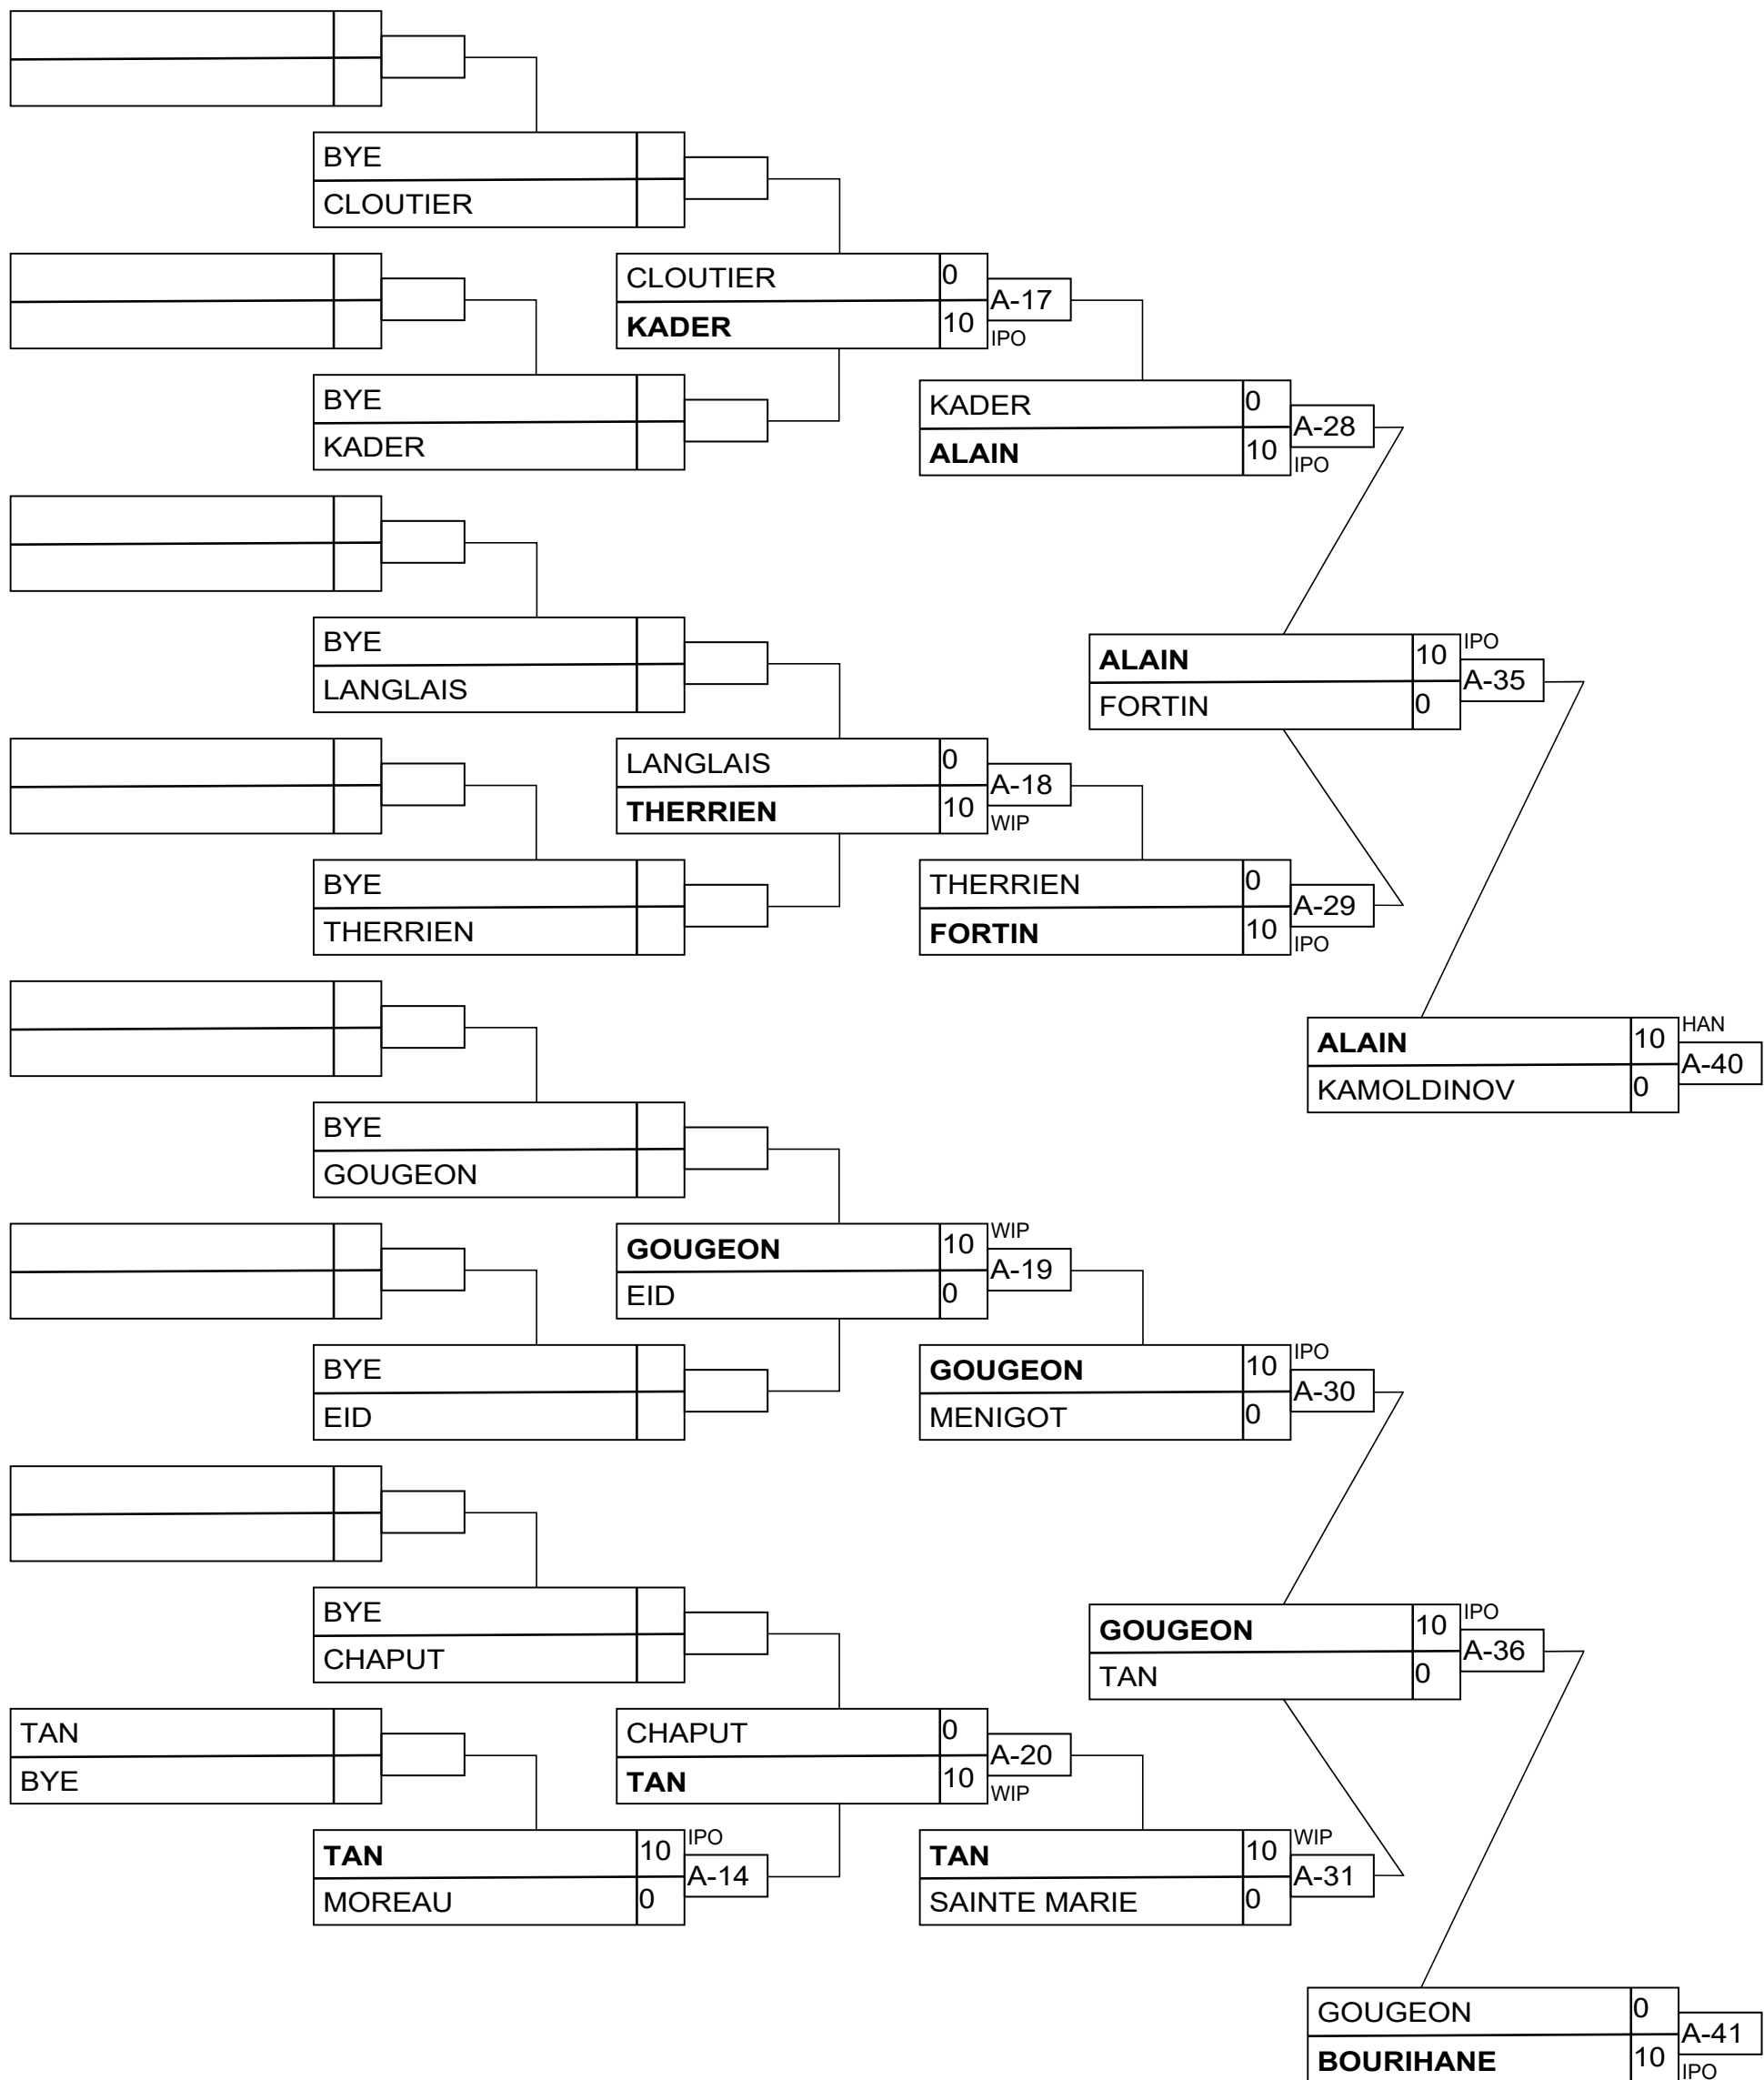 BYE
CLOUTIER
CLOUTIER 0
A-17
KADER 10
IPO
BYE
KADER
KADER 0
A-28
ALAIN 10
IPO
BYE
LANGLAIS
ALAIN 10 IPO
A-35
FORTIN 0
LANGLAIS 0
A-18
THERRIEN 10
WIP
BYE
THERRIEN
THERRIEN 0
A-29
FORTIN 10
IPO
ALAIN 10 HAN
A-40
KAMOLDINOV 0
BYE
GOUGEON
GOUGEON 10 WIP
A-19
EID 0
BYE
EID
GOUGEON 10 IPO
A-30
MENIGOT 0
BYE
CHAPUT
GOUGEON 10 IPO
A-36
TAN 0
TAN
BYE
CHAPUT 0
A-20
TAN 10
WIP
TAN 10 IPO
A-14
MOREAU 0
TAN 10 WIP
A-31
SAINTE MARIE 0
GOUGEON 0
A-41
BOURIHANE 10
IPO